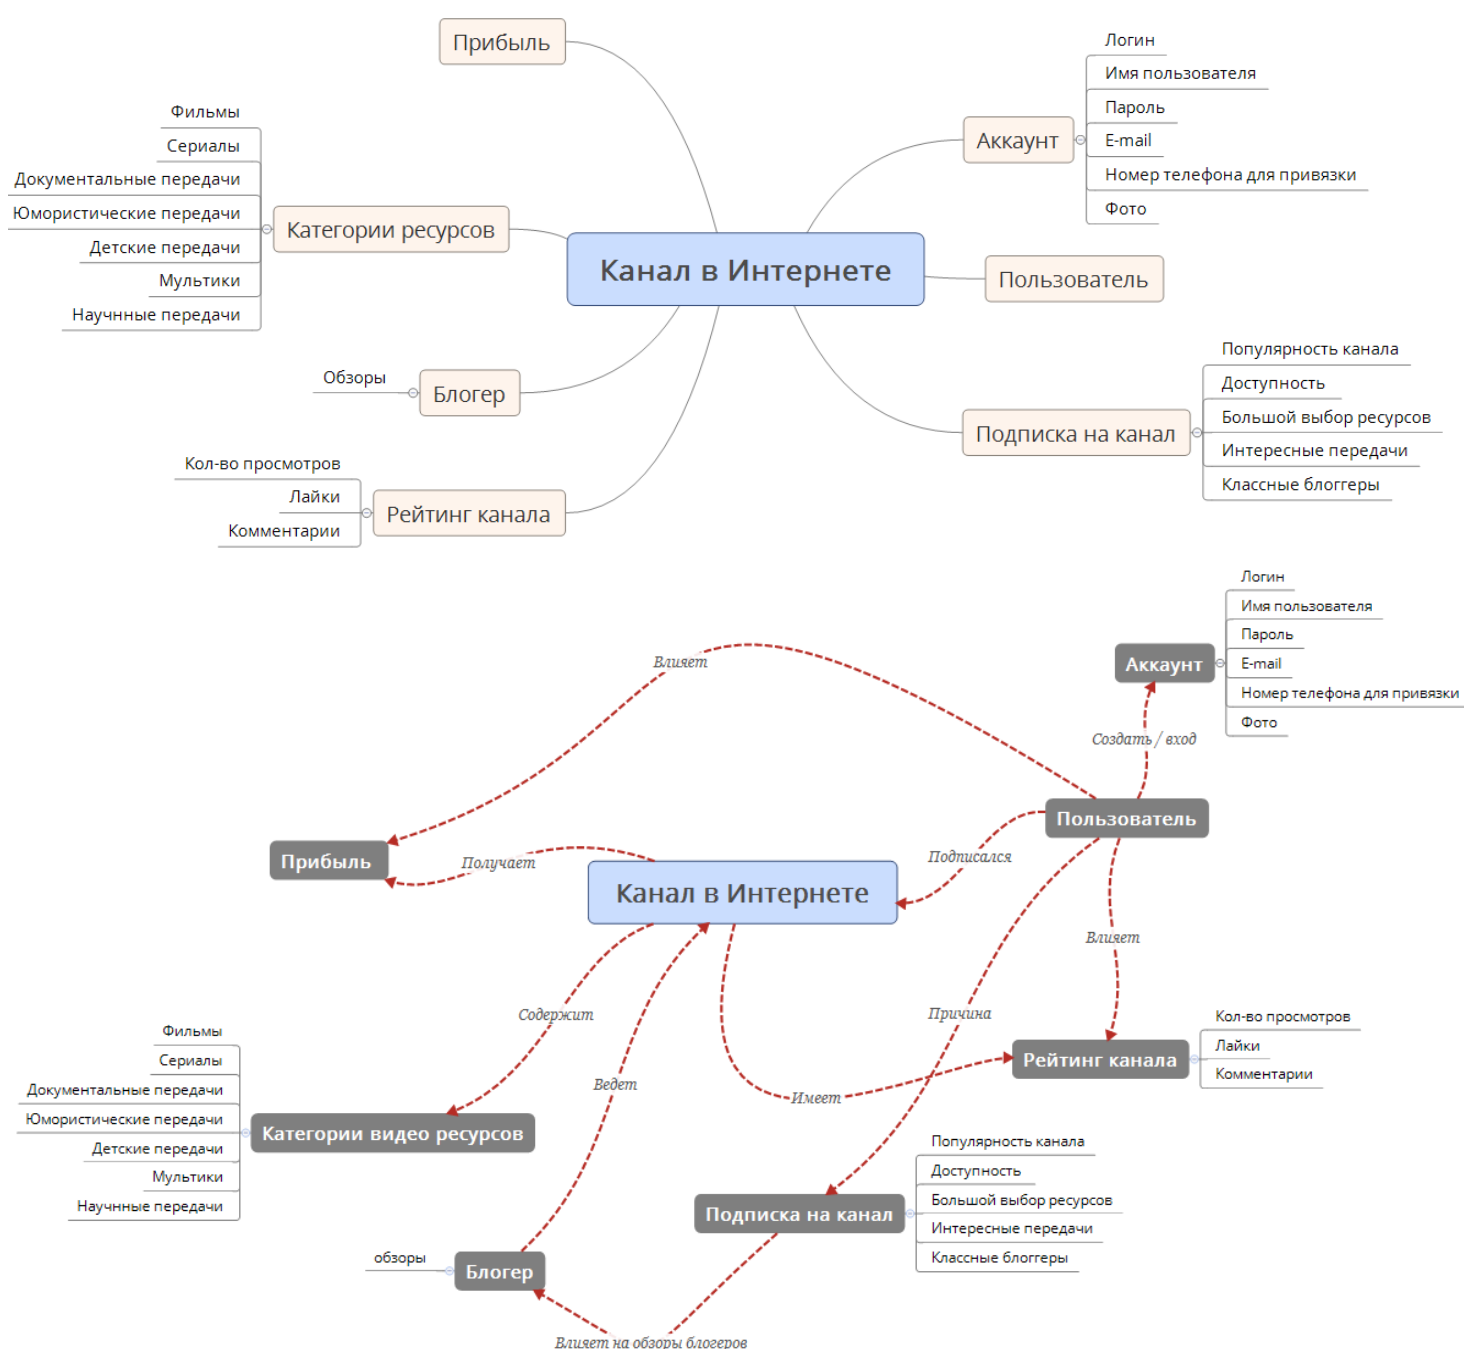 Прибыль
Фильмы
Сериалы
Документальные передачи
Юмористические передачи
Детские передачи
Мультики
Научнные передачи
Категории ресурсов
Обзоры
Блогер
Кол-во просмотров
Лайки
Комментарии
Рейтинг канала
Канал в Интернете
Аккаунт
Логин
Имя пользователя
Пароль
E-mail
Номер телефона для привязки
Фото
Пользователь
Подписка на канал
Популярность канала
Доступность
Большой выбор ресурсов
Интересные передачи
Классные блоггеры
Аккаунт
Логин
Имя пользователя
Пароль
E-mail
Номер телефона для привязки
Фото
Влияет
Создать / вход
Пользователь
Прибыль
Получает
Канал в Интернете
Подписался
Влияет
Содержит
Причина
Ведет
Имеет
Рейтинг канала
Кол-во просмотров
Лайки
Комментарии
Фильмы
Сериалы
Документальные передачи
Юмористические передачи
Детские передачи
Мультики
Научнные передачи
Категории видео ресурсов
Подписка на канал
Популярность канала
Доступность
Большой выбор ресурсов
Интересные передачи
Классные блоггеры
обзоры
Блогер
Влияет на обзоры блогеров